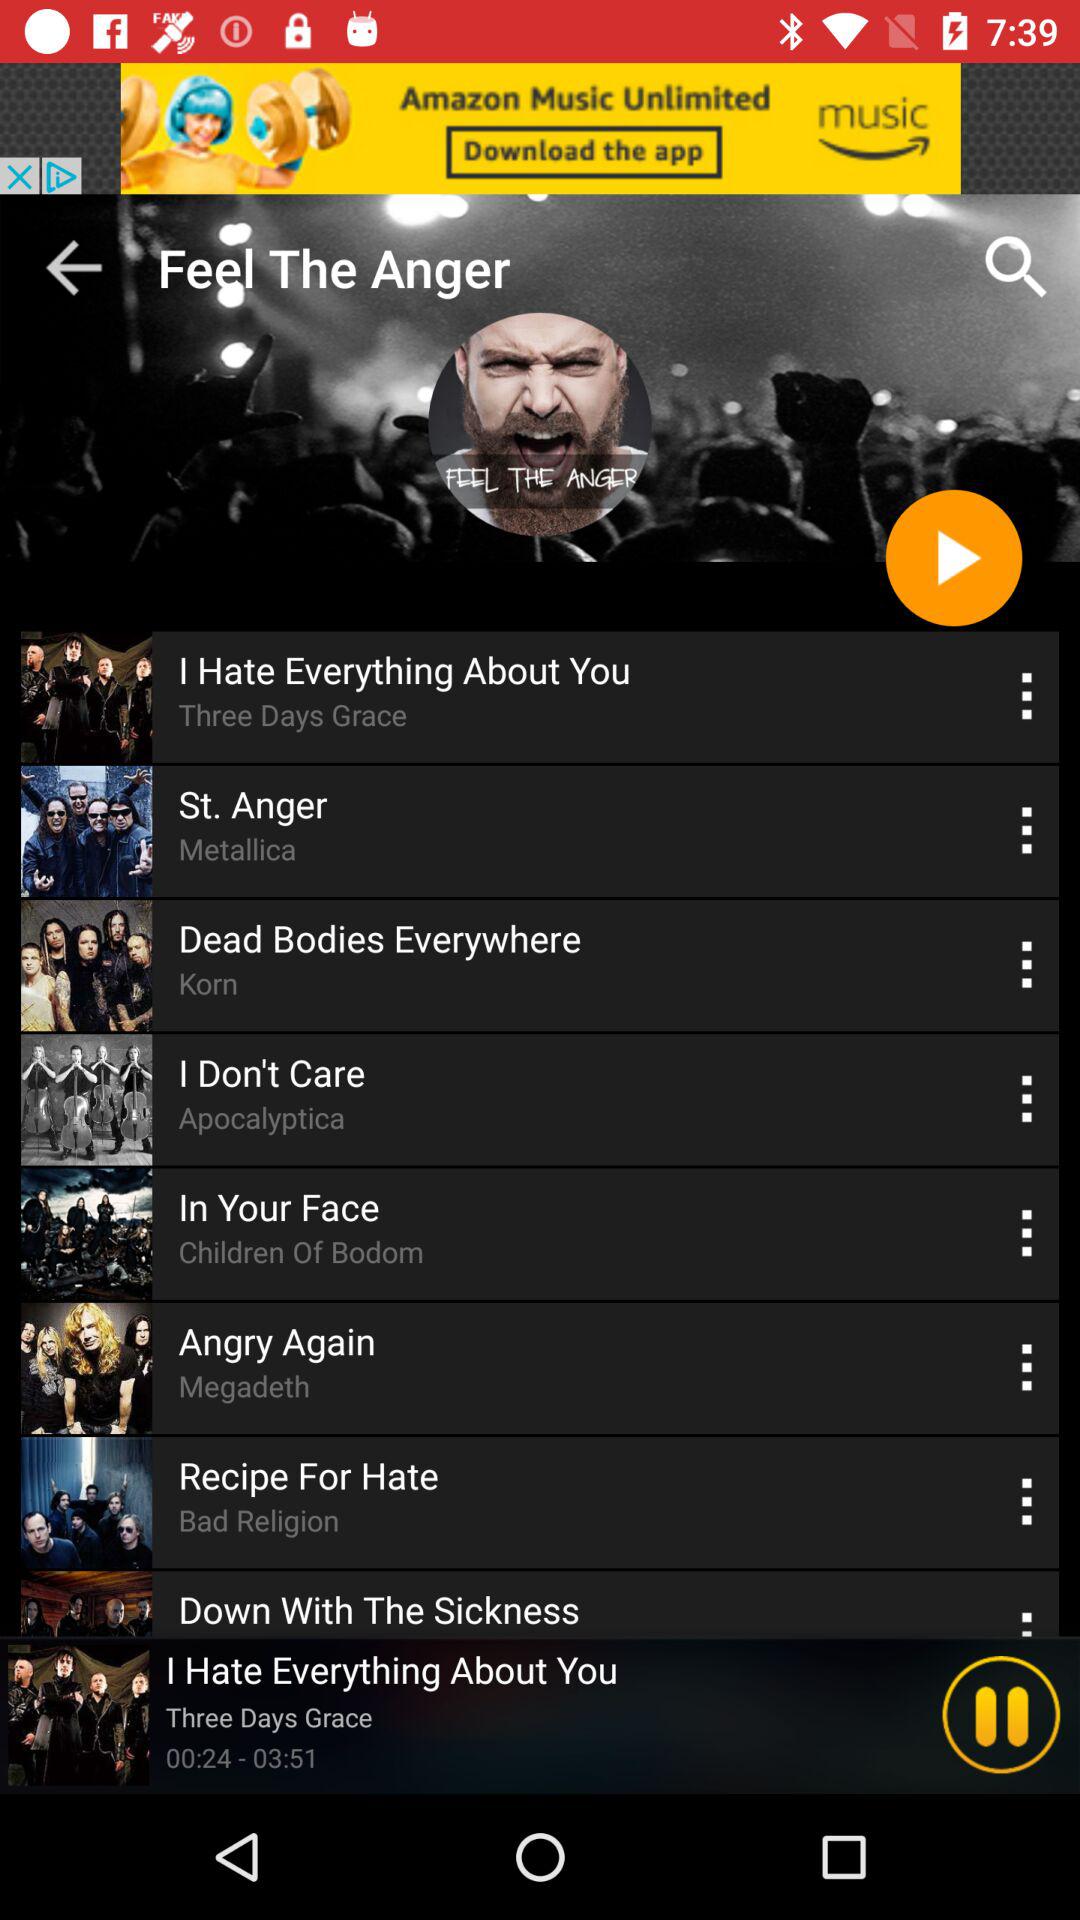 FAKE
7:39
Amazon Music Unlimited
Download the app
music
Feel The Anger
FEEL THE ANGER
I Hate Everything About You
Three Days Grace
St. Anger
Metallica
Dead Bodies Everywhere
Korn
I Don't Care
Apocalyptica
In Your Face
Children Of Bodom
Angry Again
Megadeth
Recipe For Hate
Bad Religion
Down With The Sickness
I Hate Everything About You
Three Days Grace
00:24 - 03:51